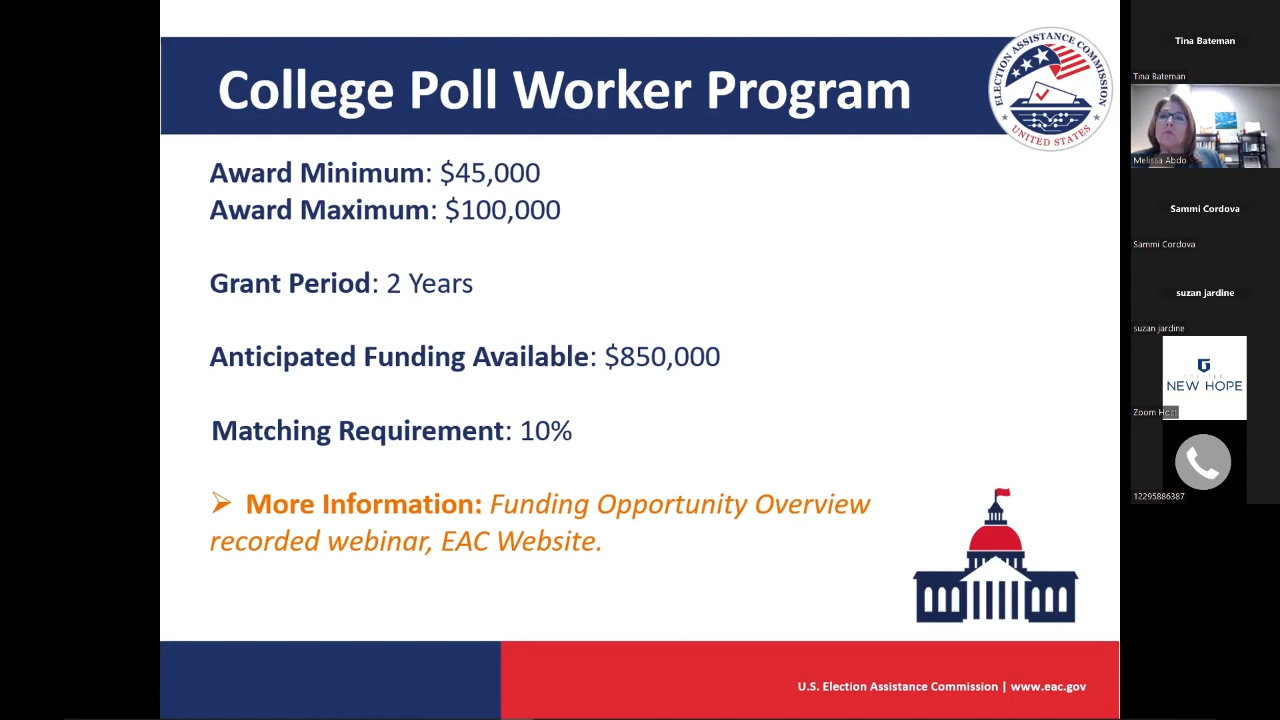 College Poll Worker Program
ELECTION ASSISTANCE COMMISSION
UNITED STATES
Award Minimum: $45,000
Award Maximum: $100,000
Grant Period: 2 Years
Anticipated Funding Available: $850,000
Matching Requirement: 10%
More Information: Funding Opportunity Overview
recorded webinar, EAC Website.
U.S. Election Assistance Commission | www.eac.gov
Tina Bateman
Tina Bateman
Melissa Abdo
Sammi Cordova
Sammi Cordova
suzan jardine
suzan jardine
NEW HOPE
Zoom Host
12295886387